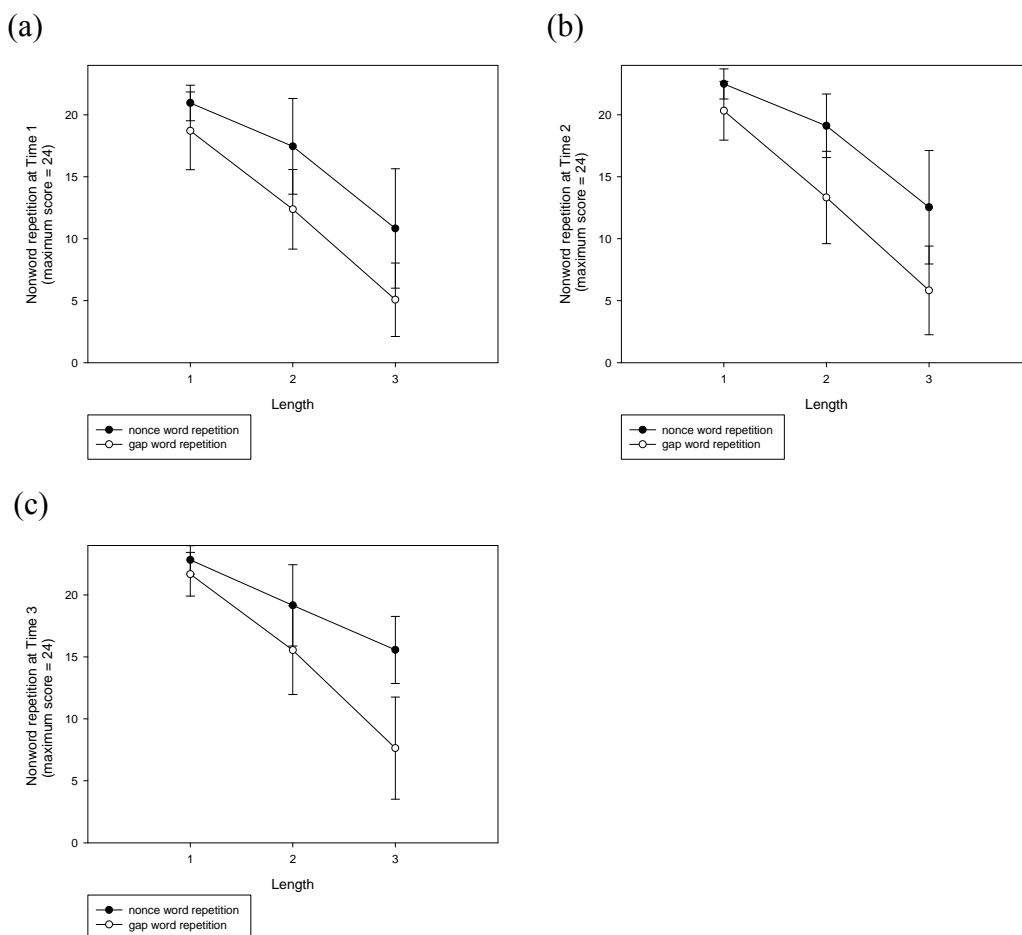 (a)
Nonword repetition at Time 1
(maximum score = 24)
20
15
10
5
0
1 2 3
Length
nonce word repetition
gap word repetition
(b)
Nonword repetition at Time 2
(maximum score = 24)
20
15
10
5
0
1 2 3
Length
nonce word repetition
gap word repetition
(c)
Nonword repetition at Time 3
(maximum score = 24)
20
15
10
5
0
1 2 3
Length
nonce word repetition
gap word repetition